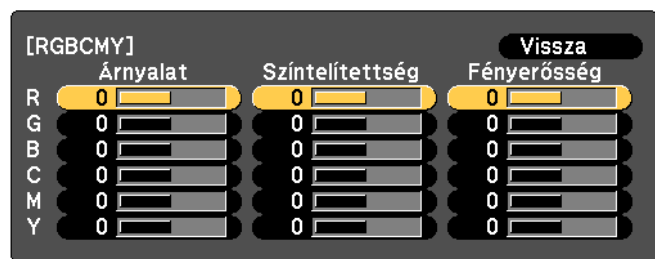 [RGBCMY] Vissza
Árnyalat Színtelítettség Fényerősség
R 0 0 0
G 0 0 0
B 0 0 0
C 0 0 0
M 0 0 0
Y 0 0 0